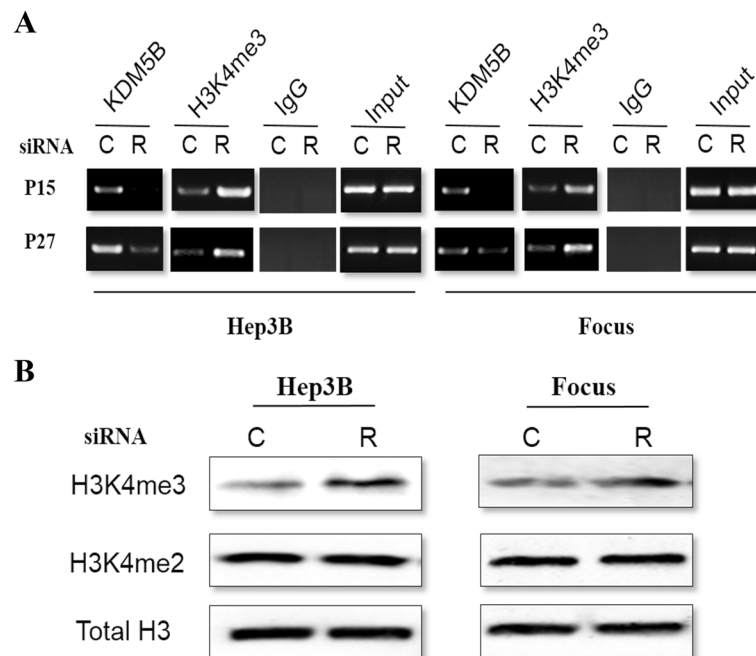 A
KDM5B H3K4me3 IgG Input KDM5B H3K4me3 IgG Input
siRNA C R C R C R C R C R C R C R C R
P15
P27
Hep3B Focus
B
Hep3B Focus
siRNA C R C R
H3K4me3
H3K4me2
Total H3